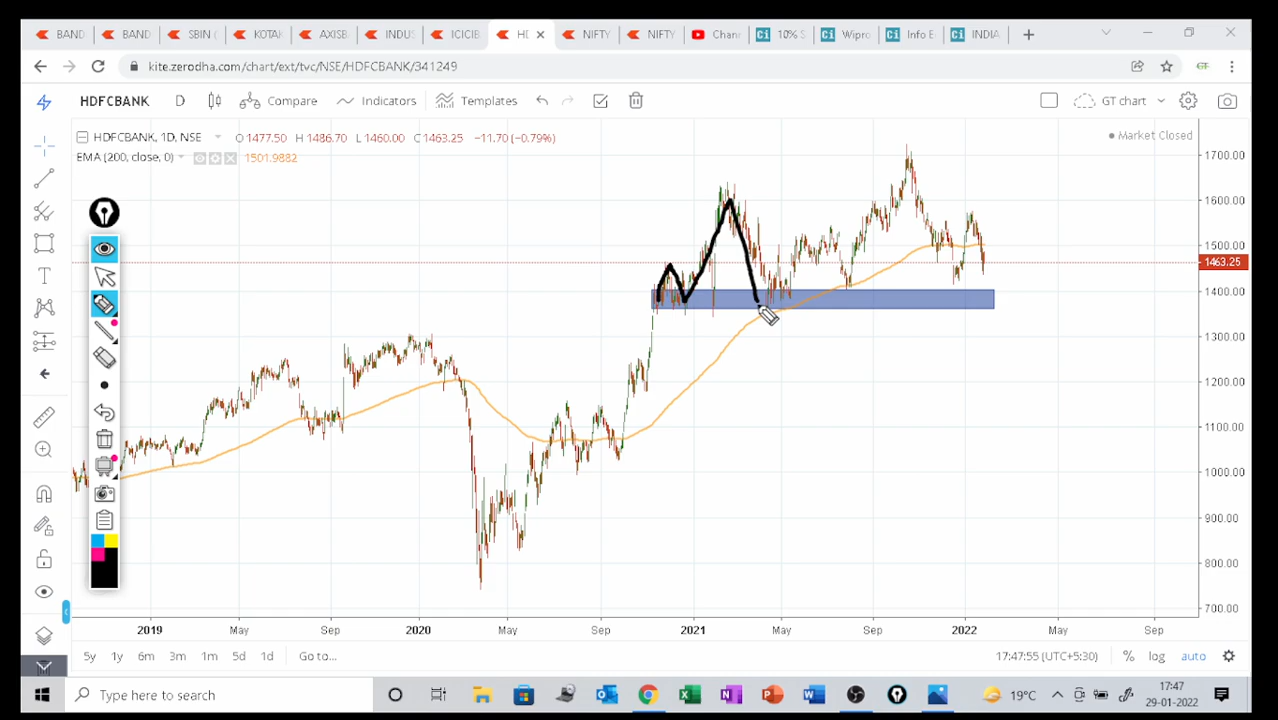 BAND
BAND
SBIN (
KOTAK
AXISB
INDUS
ICICIB
HD
NIFTY
NIFTY
Chan
10% S
Wipro
Info E
INDIA
kite.zerodha.com/chart/ext/tvc/NSE/HDFCBANK/341249
HDFCBANK D Compare Indicators Templates GT chart
HDFCBANK, 1D, NSE O 1477.50 H 1486.70 L 1460.00 C 1463.25 −11.70 (−0.79%) Market Closed
EMA (200, close, 0) 1501.9882
1700.00
1600.00
1500.00
1463.25
1400.00
1300.00
1200.00
1100.00
1000.00
900.00
800.00
700.00
2019 May Sep 2020 May Sep 2021 May Sep 2022 May Sep
5y 1y 6m 3m 1m 5d 1d Go to... 17:47:55 (UTC+5:30) % log auto
Type here to search
19°C
17:47
29-01-2022